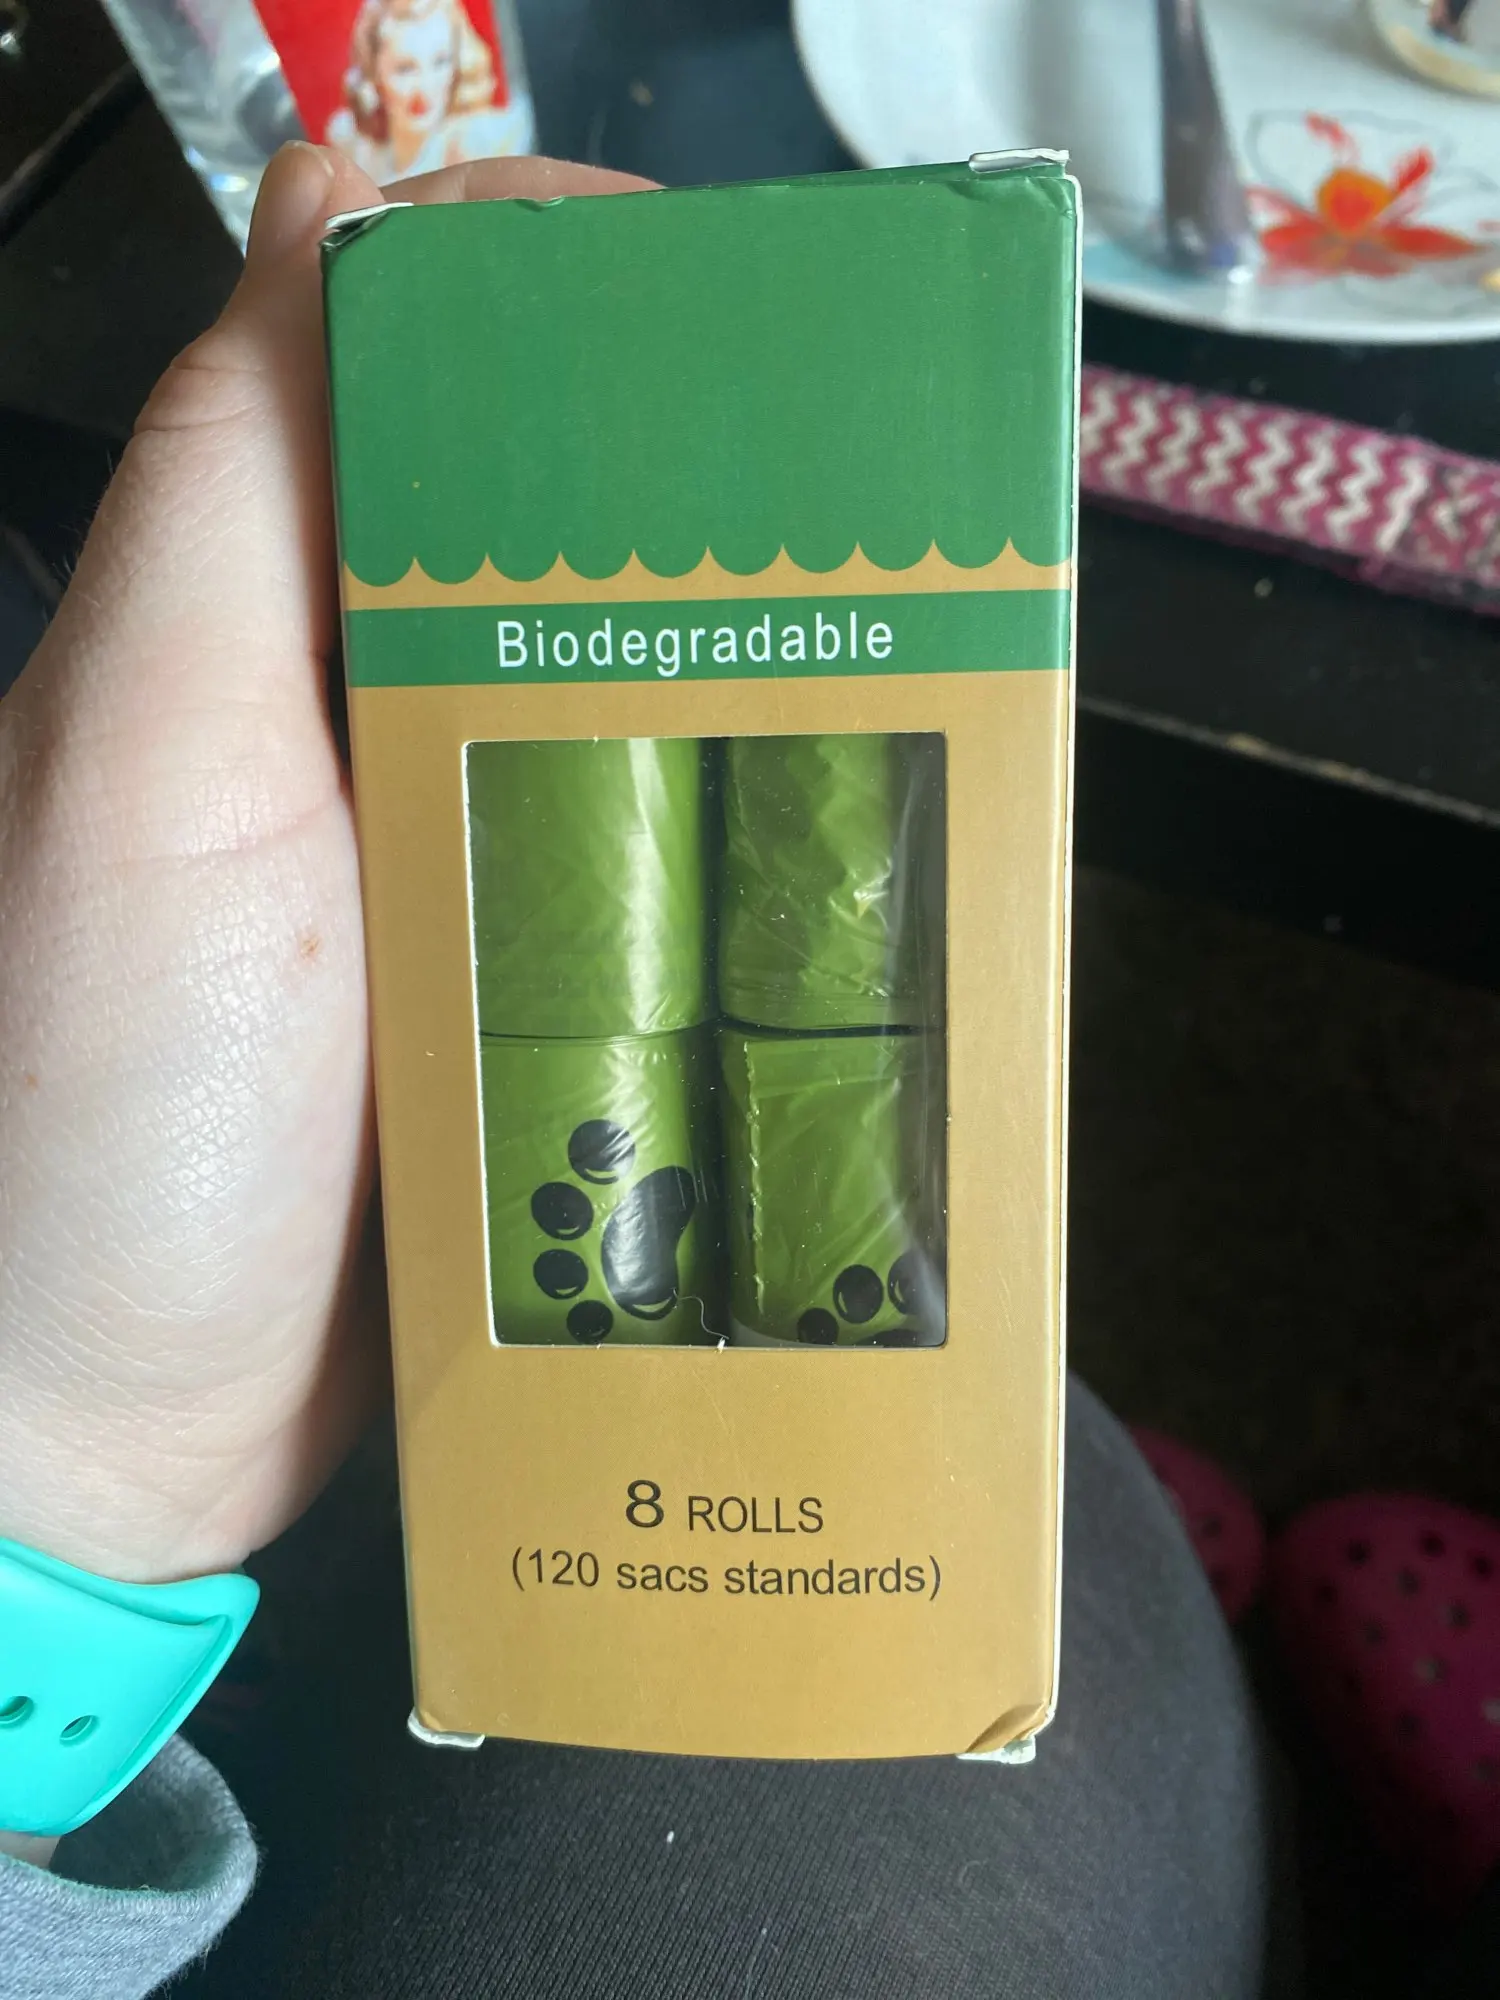 Biodegradable
8 ROLLS
(120 sacs standards)